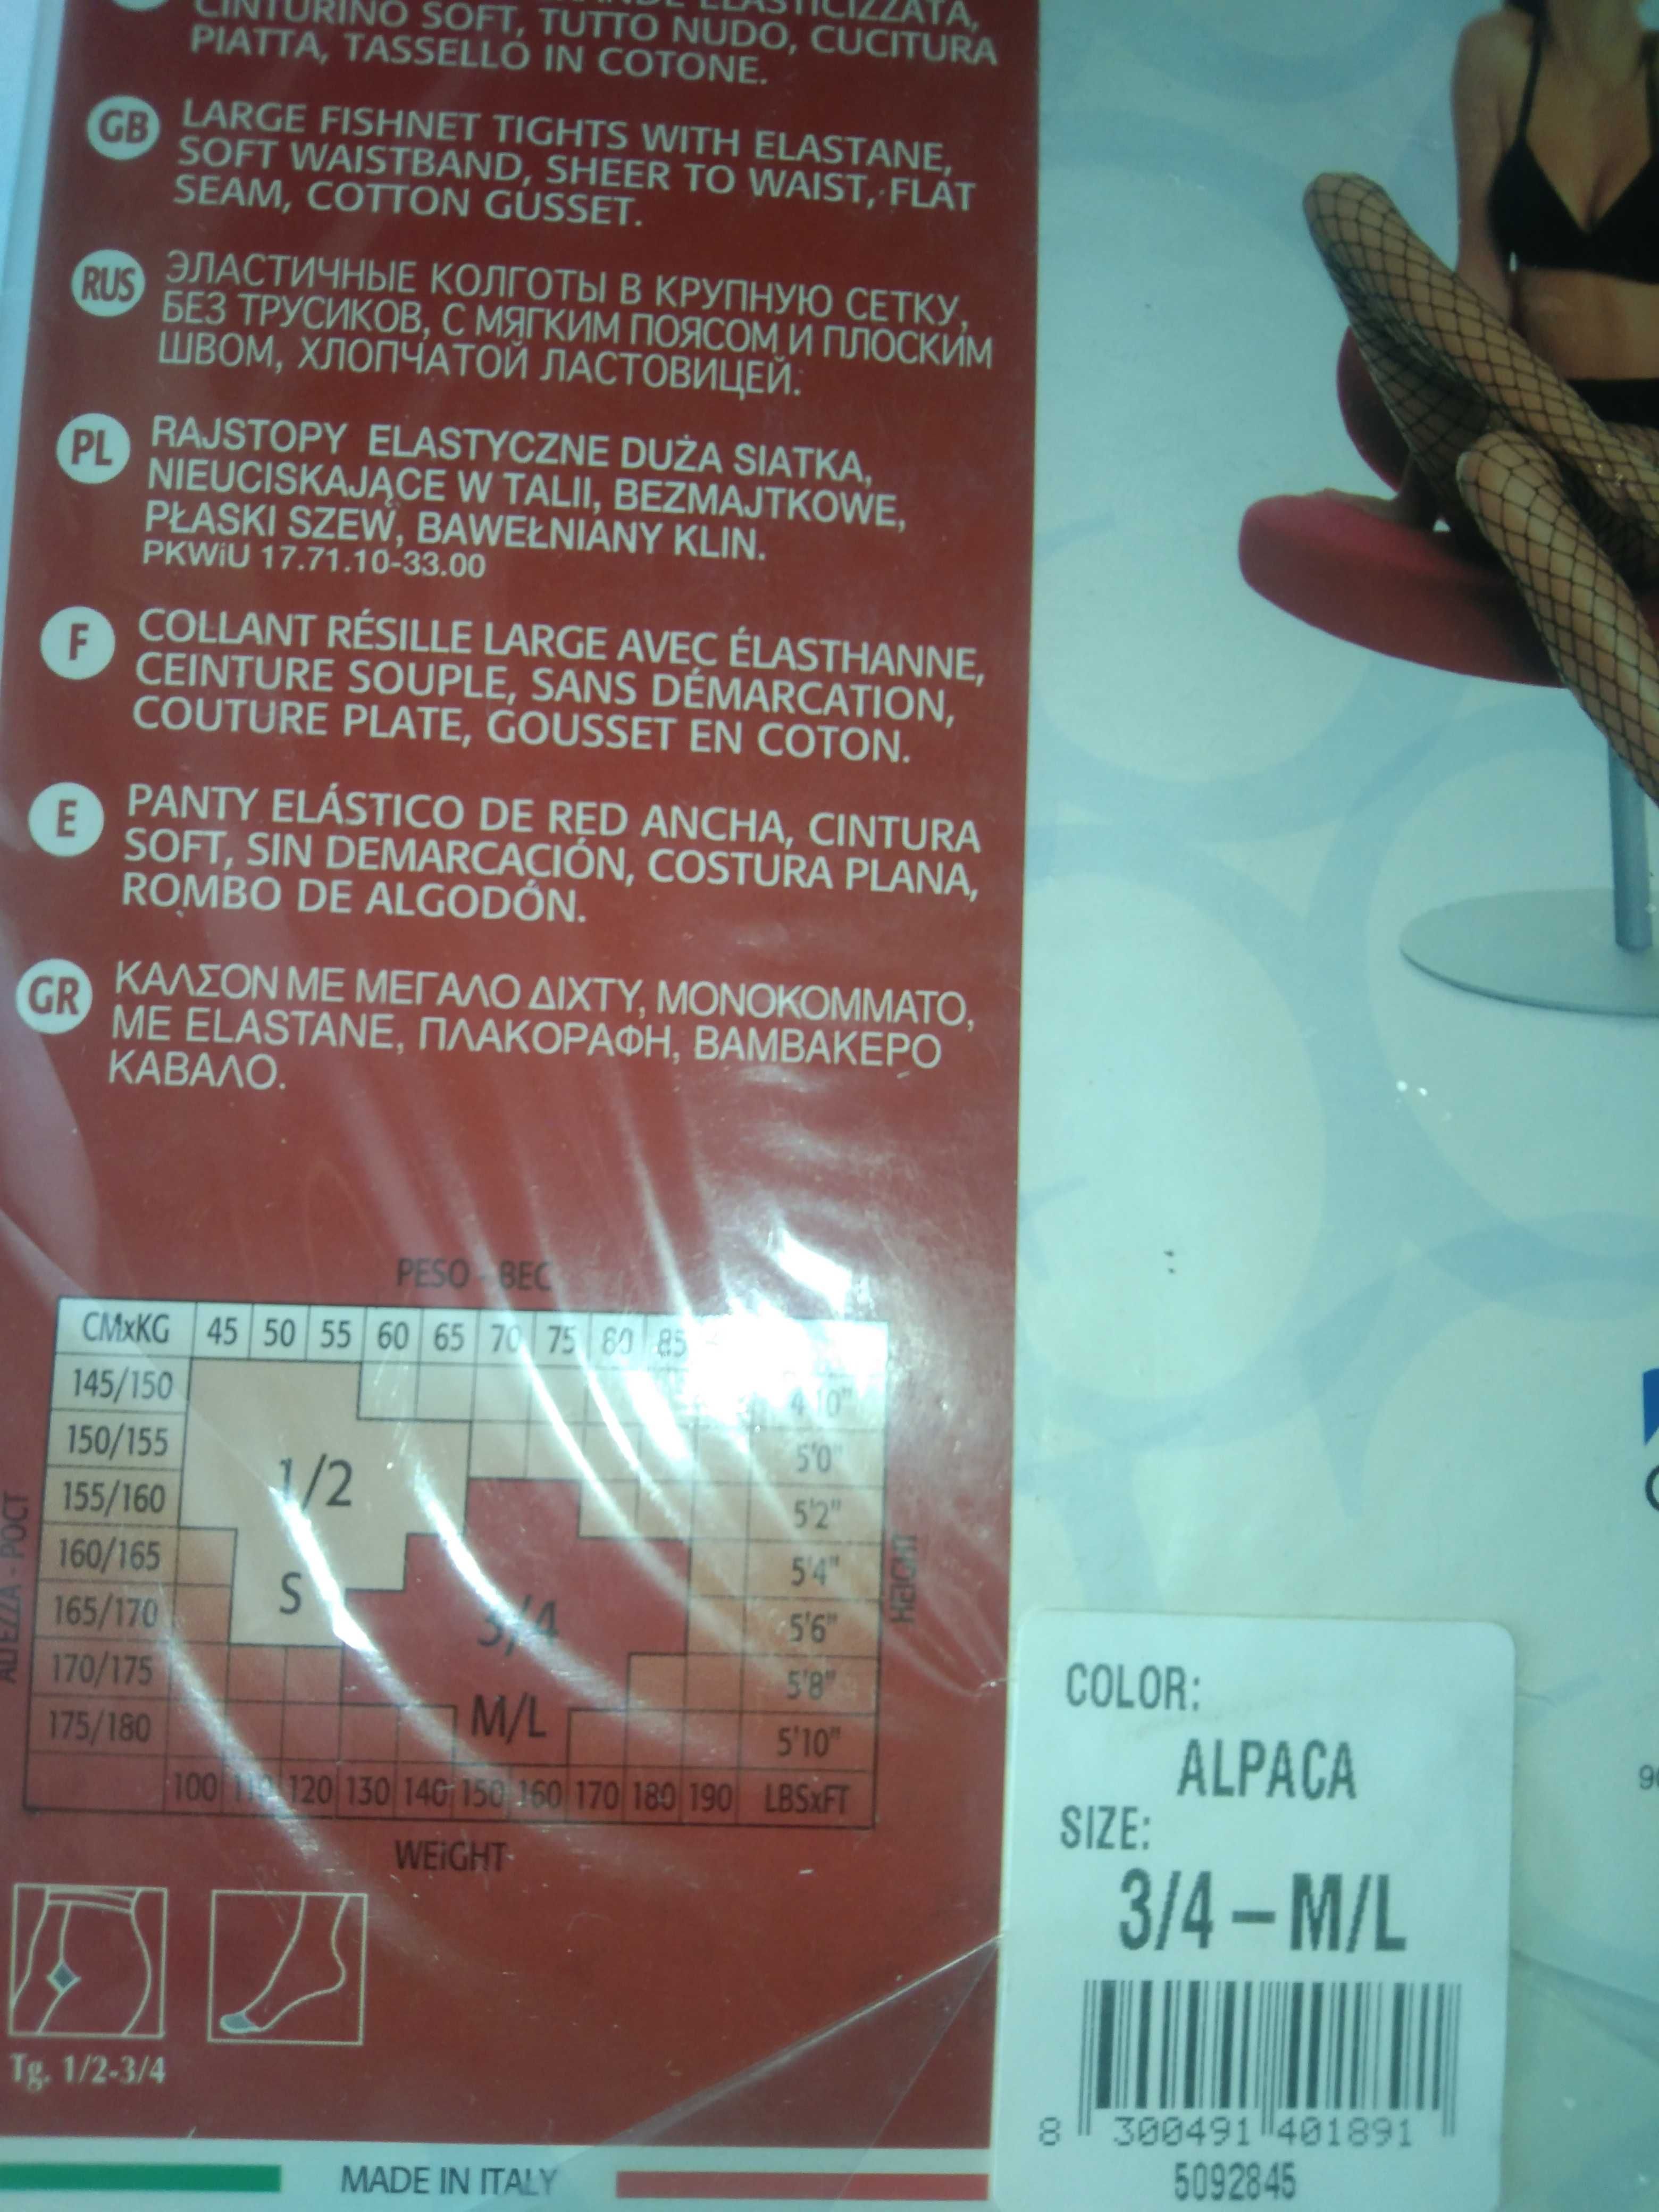 CINTURINO SOFT, TUTTO NUDO, CUCITURA
PIATTA, TASSELLO IN COTONE.
GB
LARGE FISHNET TIGHTS WITH ELASTANE,
SOFT WAISTBAND, SHEER TO WAIST, FLAT
SEAM, COTTON GUSSET.
RUS
ЭЛАСТИЧНЫЕ КОЛГОТЫ В КРУПНУЮ СЕТКУ,
БЕЗ ТРУСИКОВ, С МЯГКИМ ПОЯСОМ И ПЛОСКИМ
ШВОМ, ХЛОПЧАТОЙ ЛАСТОВИЦЕЙ.
PL
RAJSTOPY ELASTYCZNE DUŻA SIATKA,
NIEUCISKAJĄCE W TALII, BEZMAJTKOWE,
PŁASKI SZEW, BAWEŁNIANY KLIN.
PKWiU 17.71.10-33.00
F
COLLANT RÉSILLE LARGE AVEC ÉLASTHANNE,
CEINTURE SOUPLE, SANS DÉMARCATION,
COUTURE PLATE, GOUSSET EN COTON.
E
PANTY ELÁSTICO DE RED ANCHA, CINTURA
SOFT, SIN DEMARCACIÓN, COSTURA PLANA,
ROMBO DE ALGODÓN.
GR
ΚΑΛΣΟΝ ΜΕ ΜΕΓΑΛΟ ΔΙΧΤΥ, ΜΟΝΟΚΟΜΜΑΤΟ,
ΜΕ ELASTANE, ΠΛΑΚΟΡΑΦΗ, ΒΑΜΒΑΚΕΡΟ
ΚΑΒΑΛΟ.
PESO - ВЕС
CMxKG 45 50 55 60 65 70 75 80 85
145/150 4'10"
150/155 5'0"
155/160 5'2"
160/165 5'4"
165/170 5'6"
170/175 5'8"
175/180 5'10"
1/2
S
3/4
M/L
100 110 120 130 140 150 160 170 180 190 LBSxFT
ALTEZZA - РОСТ
HEIGHT
WEiGHT
Tg. 1/2-3/4
MADE IN ITALY
COLOR:
ALPACA
SIZE:
3/4 – M/L
8 300491 401891
5092845